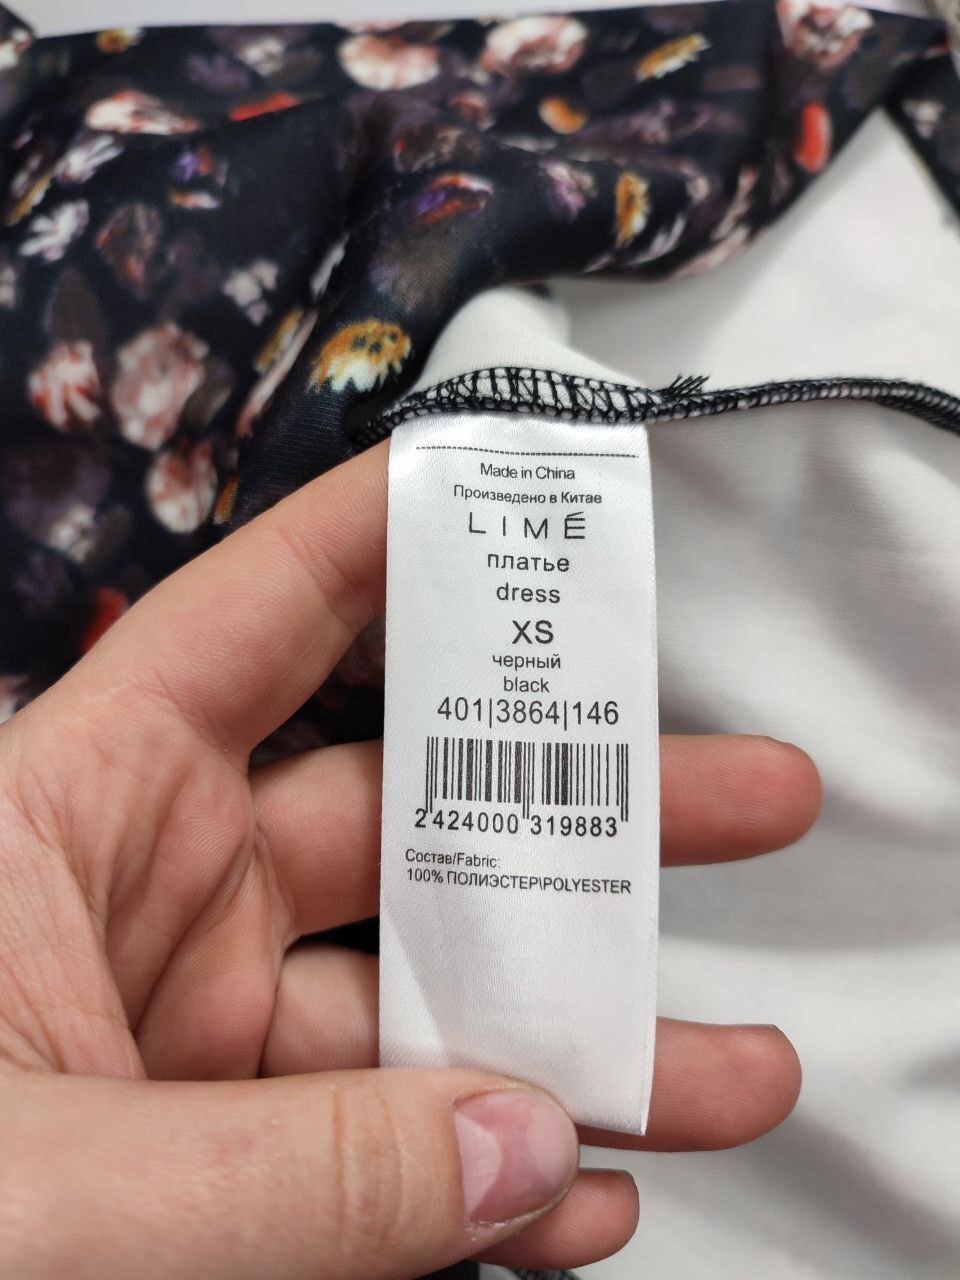 Made in China
Произведено в Китае
LIMÉ
платье
dress
XS
черный
black
401|3864|146
2 424000 319883
Состав/Fabric:
100% ПОЛИЭСТЕР\POLYESTER